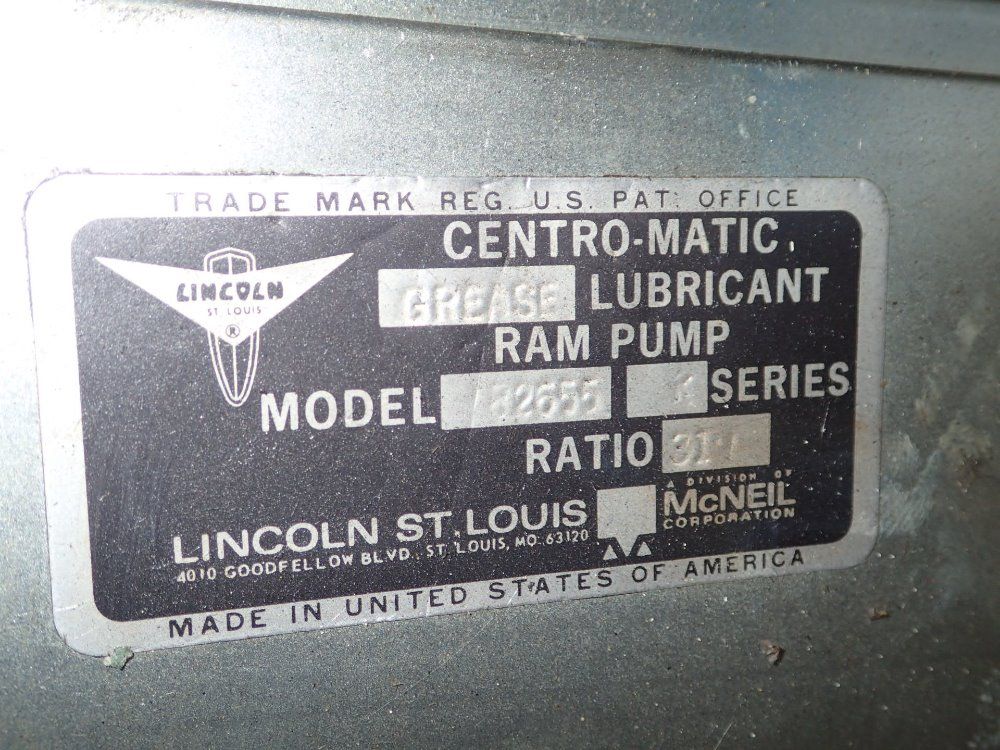 TRADE MARK REG. U.S. PAT. OFFICE
LINCOLN
ST. LOUIS
®
CENTRO-MATIC
GREASE LUBRICANT
RAM PUMP
MODEL 82655 SERIES
RATIO
LINCOLN ST. LOUIS
4010 GOODFELLOW BLVD., ST. LOUIS, MO. 63120
A DIVISION OF
McNEIL
CORPORATION
MADE IN UNITED STATES OF AMERICA